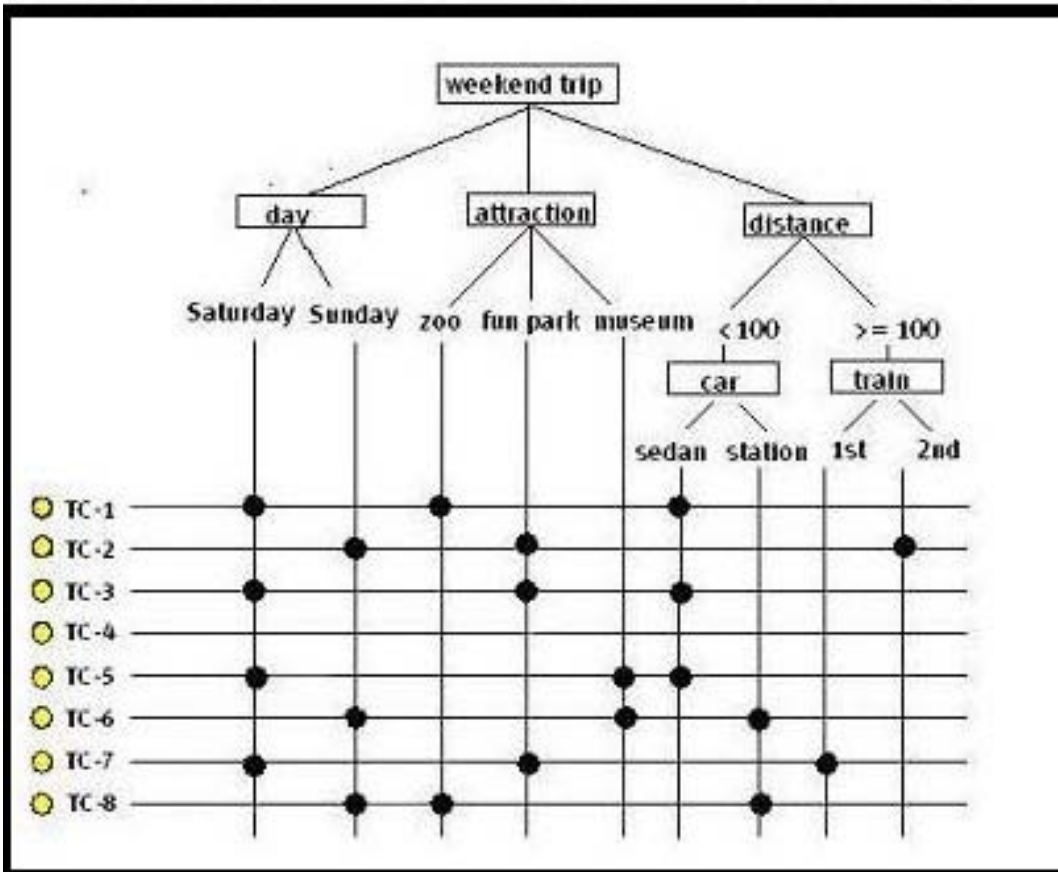 weekend trip
day attraction distance
Saturday Sunday zoo fun park museum < 100 >= 100
car train
sedan station 1st 2nd
TC-1
TC-2
TC-3
TC-4
TC-5
TC-6
TC-7
TC-8